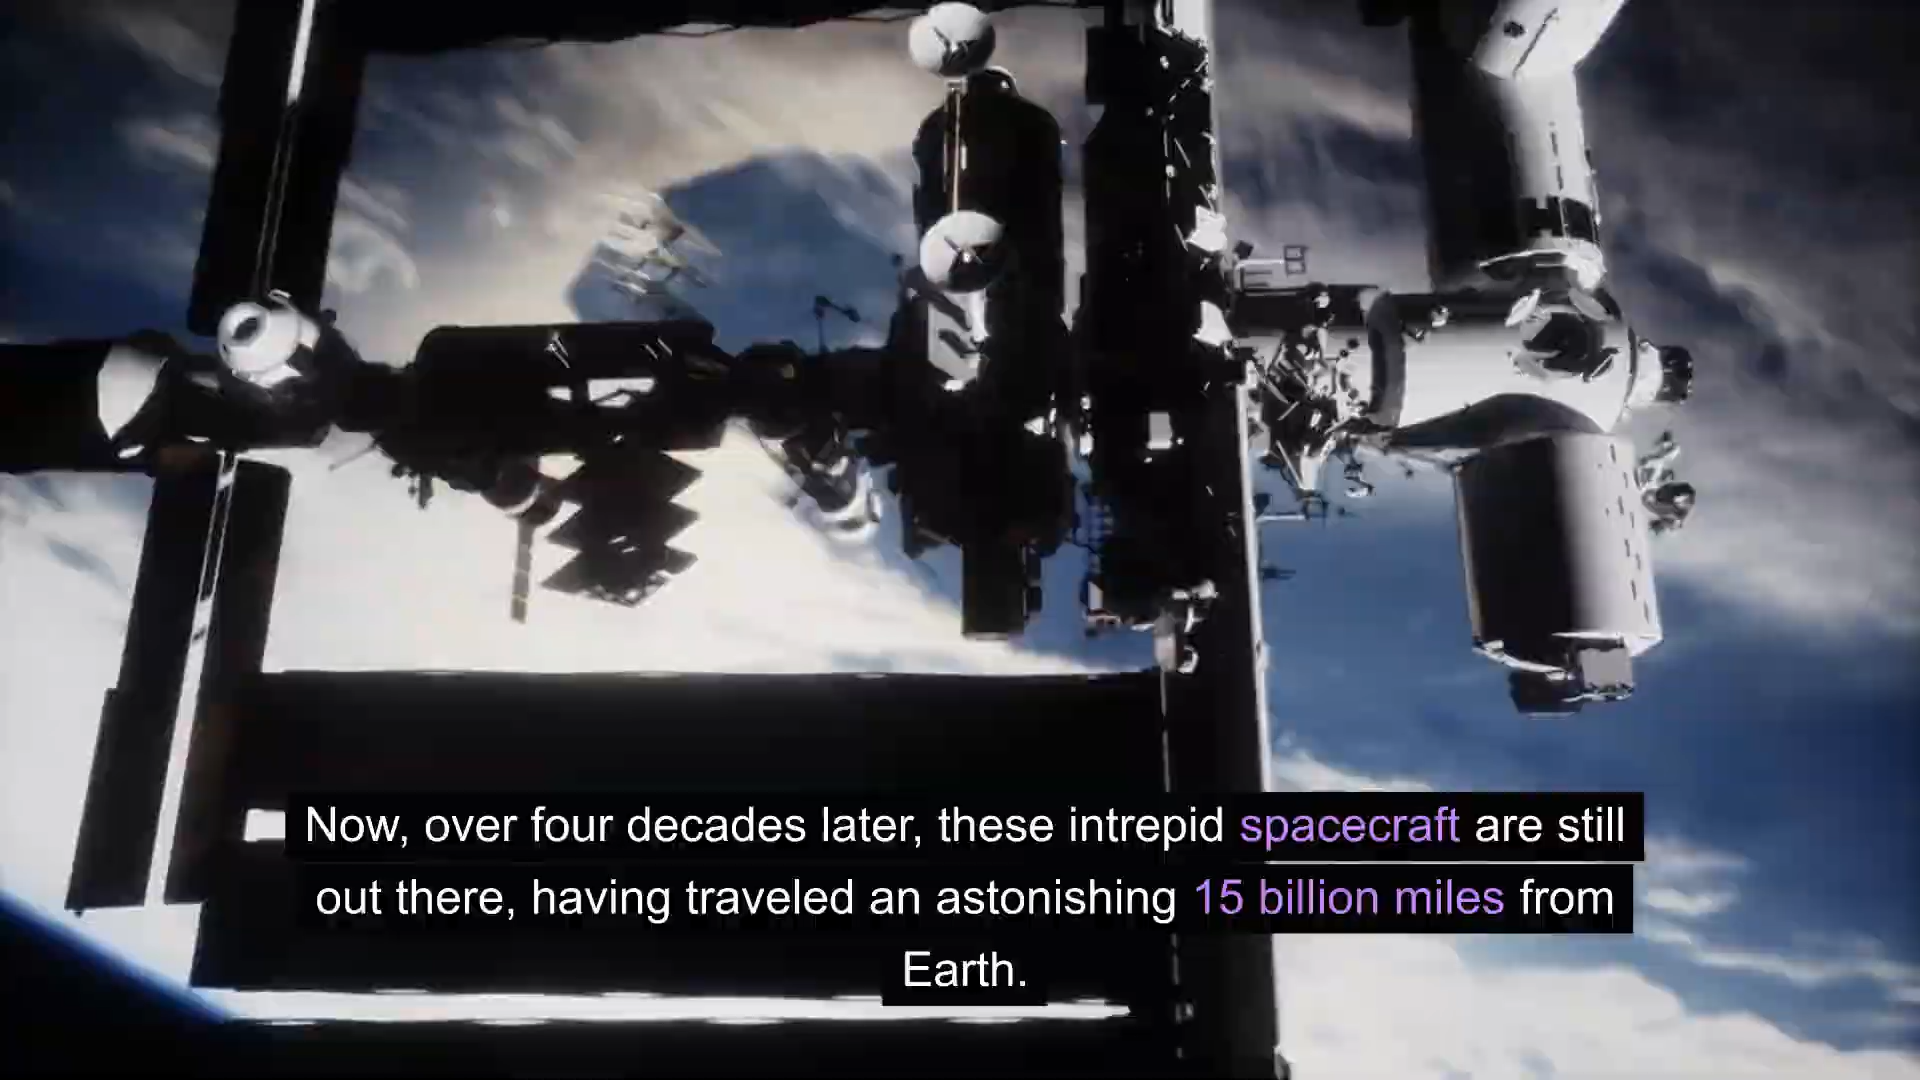 Now, over four decades later, these intrepid spacecraft are still
out there, having traveled an astonishing 15 billion miles from
Earth.